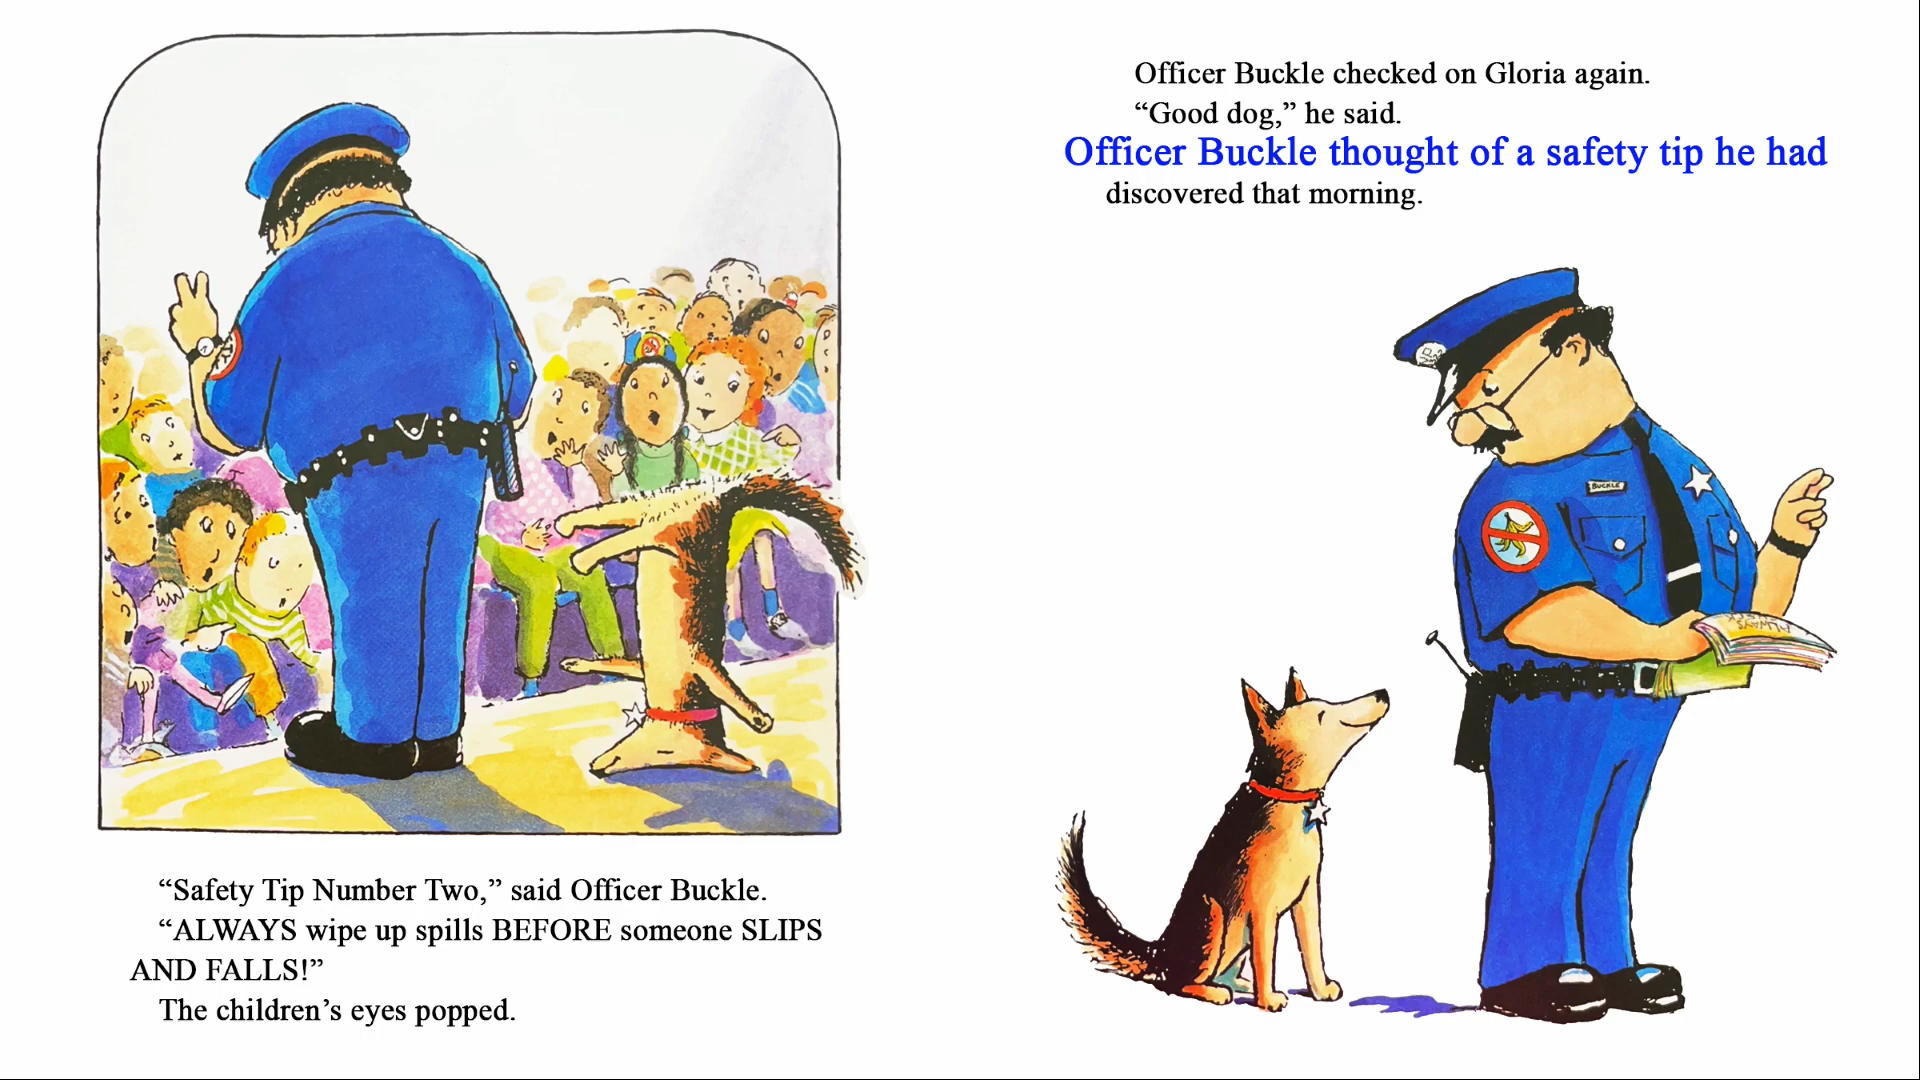 “Safety Tip Number Two,” said Officer Buckle.
“ALWAYS wipe up spills BEFORE someone SLIPS
AND FALLS!”
The children’s eyes popped.
Officer Buckle checked on Gloria again.
“Good dog,” he said.
Officer Buckle thought of a safety tip he had
discovered that morning.
BUCKLE
ALWAYS